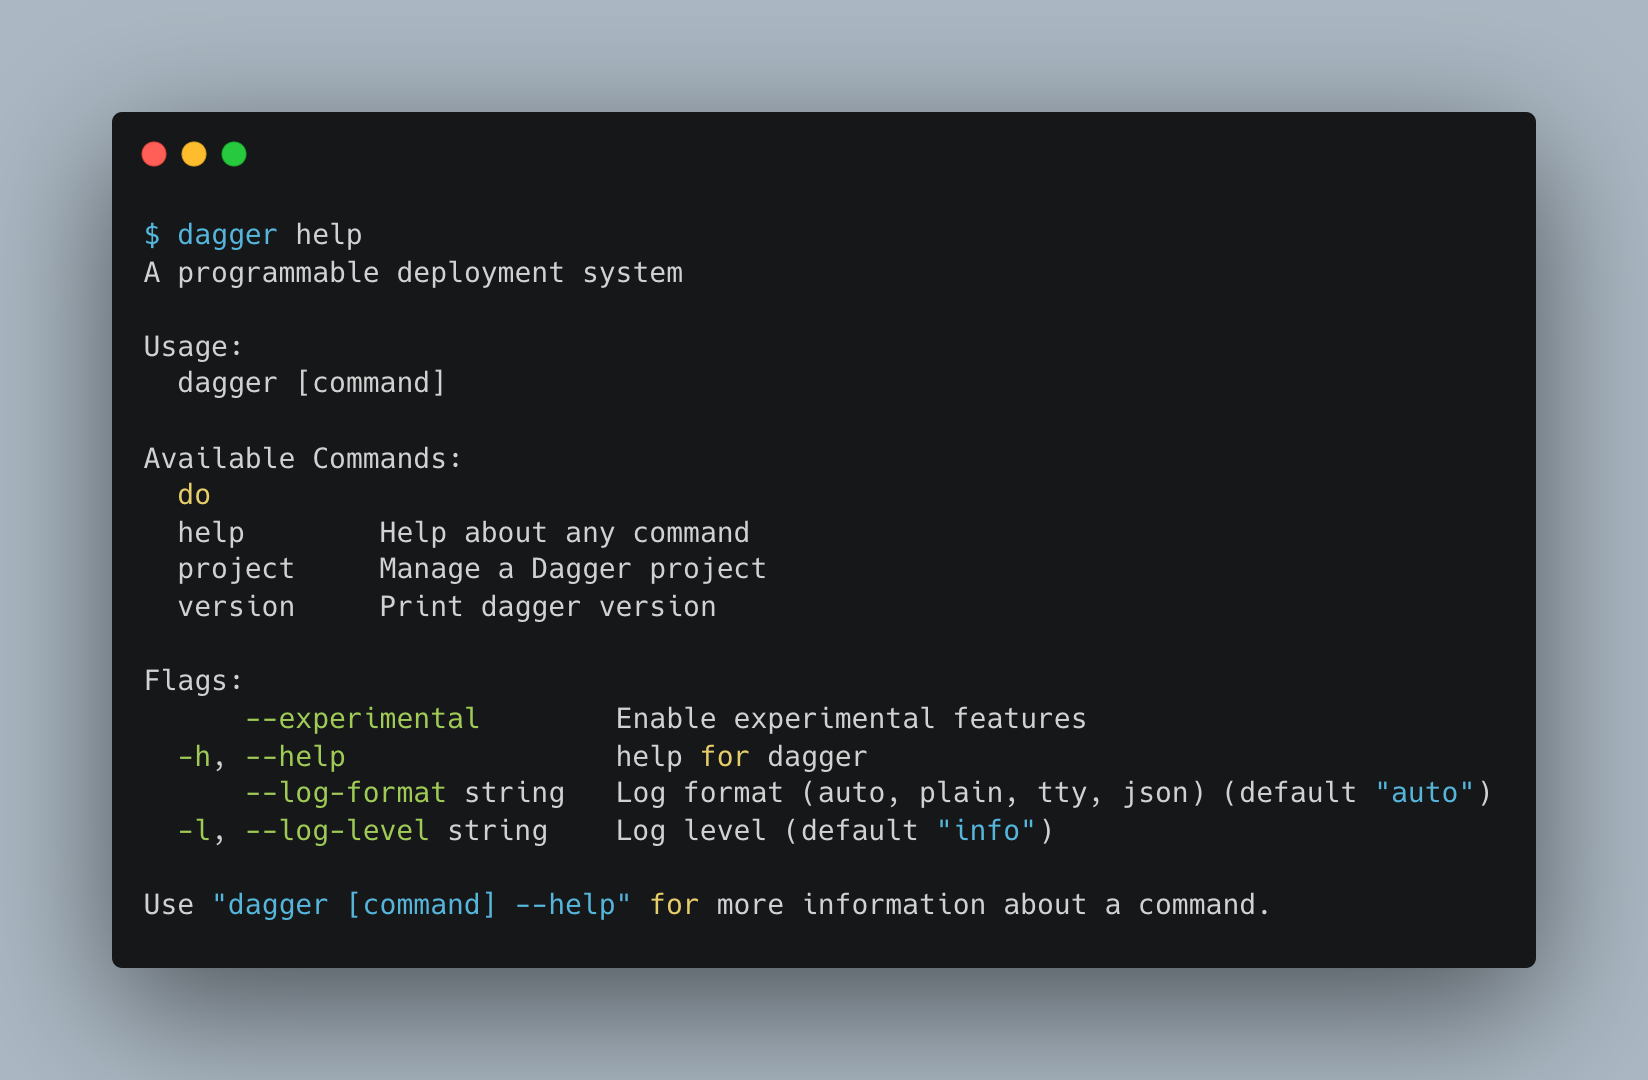 $ dagger help
A programmable deployment system
Usage:
  dagger [command]
Available Commands:
  do
  help        Help about any command
  project     Manage a Dagger project
  version     Print dagger version
Flags:
      --experimental        Enable experimental features
  -h, --help                help for dagger
      --log-format string   Log format (auto, plain, tty, json) (default "auto")
  -l, --log-level string    Log level (default "info")
Use "dagger [command] --help" for more information about a command.